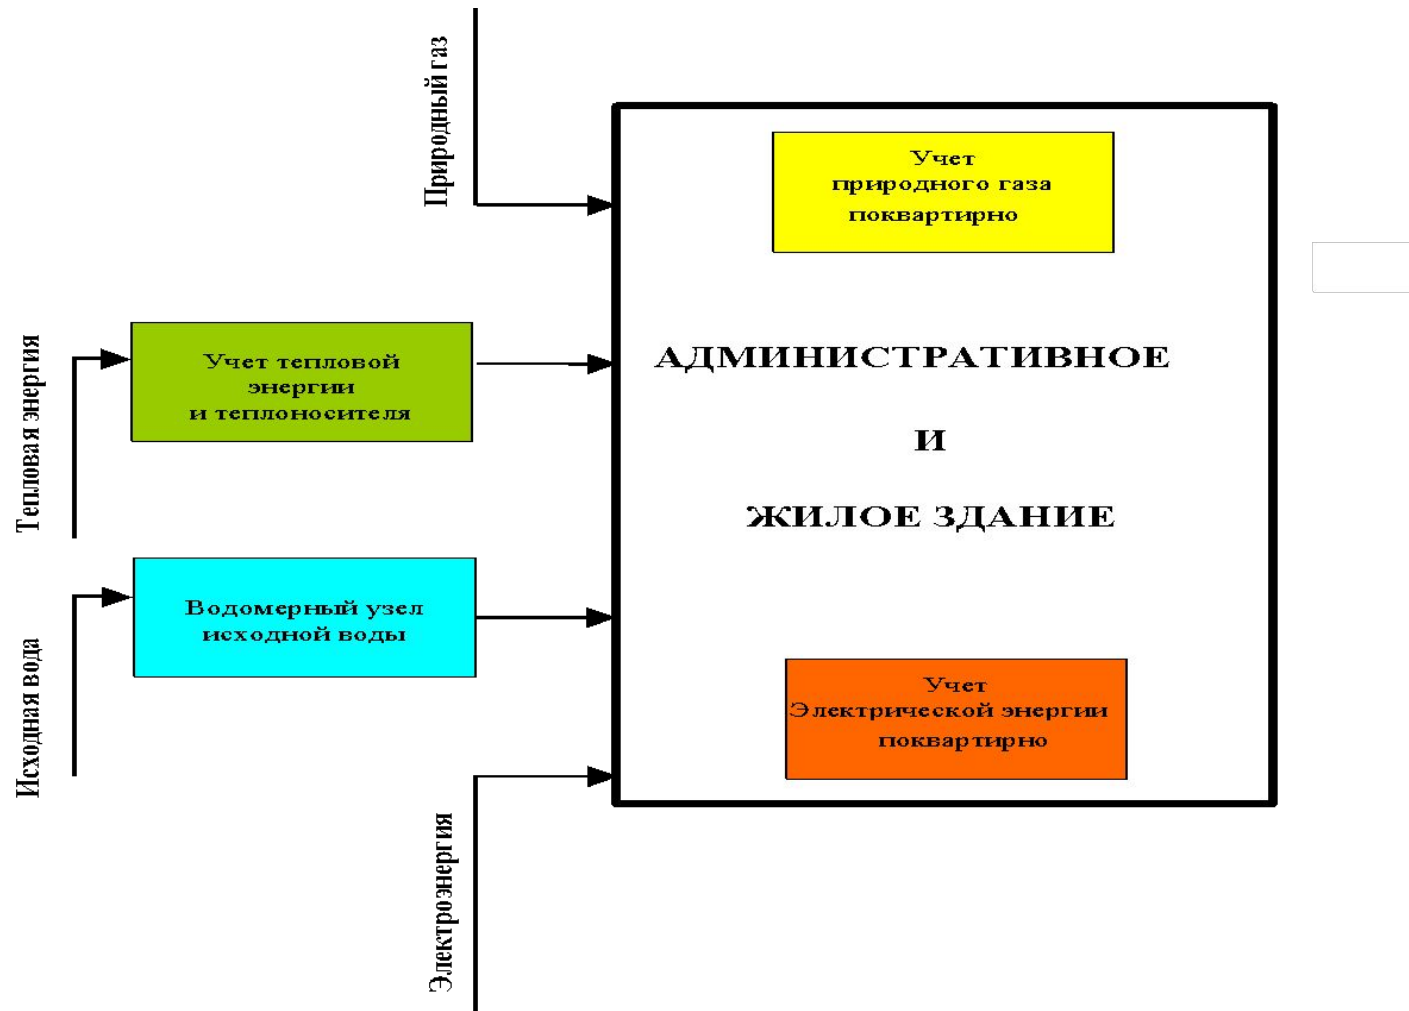 Природный газ
Учет
природного газа
поквартирно
Тепловая энергия
Учет тепловой
энергии
и теплоносителя
АДМИНИСТРАТИВНОЕ
И
ЖИЛОЕ ЗДАНИЕ
Исходная вода
Водомерный узел
исходной воды
Учет
Электрической энергии
поквартирно
Электроэнергия